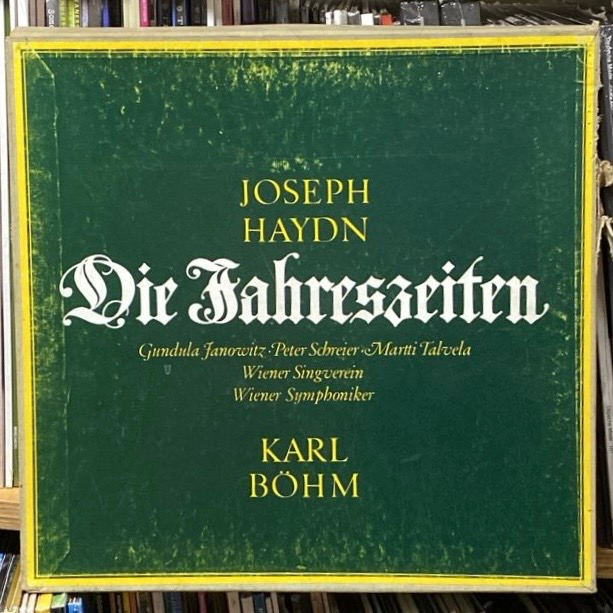 JOSEPH
HAYDN
Die Jahreszeiten
Gundula Janowitz · Peter Schreier · Martti Talvela
Wiener Singverein
Wiener Symphoniker
KARL
BÖHM